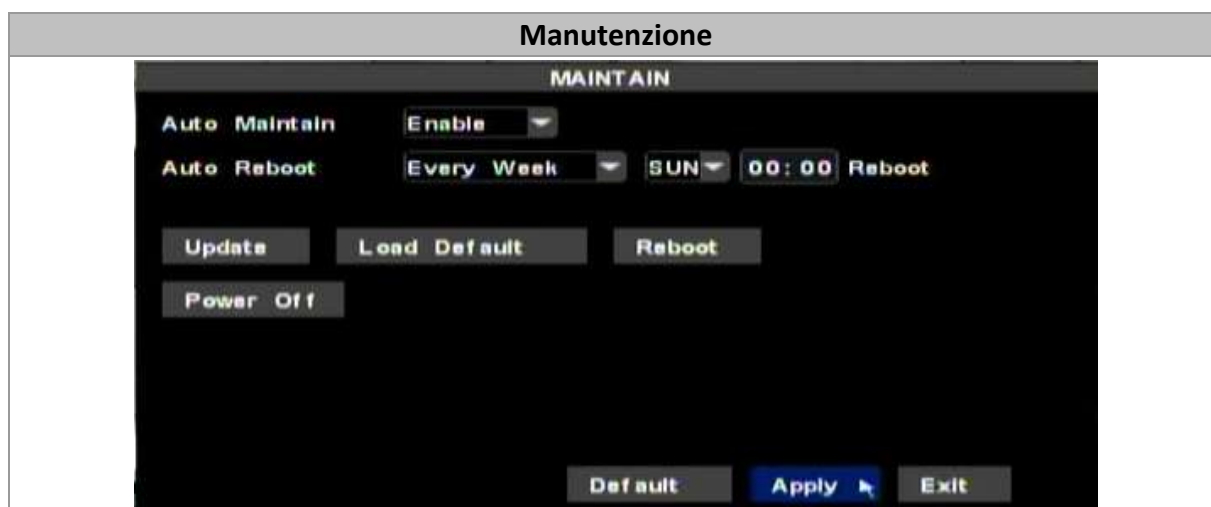 Manutenzione
MAINTAIN
Auto Maintain Enable
Auto Reboot Every Week SUN 00:00 Reboot
Update Load Default Reboot
Power Off
Default Apply Exit